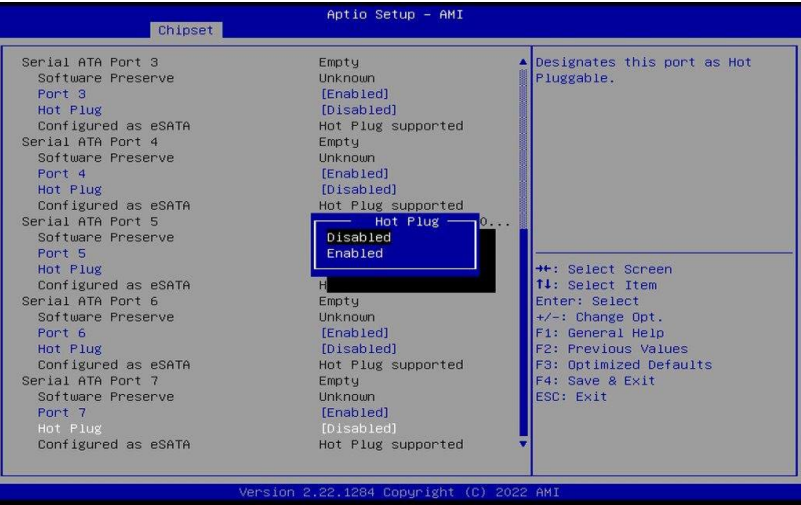 Aptio Setup – AMI
Chipset
Serial ATA Port 3 Empty
Software Preserve Unknown
Port 3 [Enabled]
Hot Plug [Disabled]
Configured as eSATA Hot Plug supported
Serial ATA Port 4 Empty
Software Preserve Unknown
Port 4 [Enabled]
Hot Plug [Disabled]
Configured as eSATA Hot Plug supported
Serial ATA Port 5 0...
Software Preserve
Port 5
Hot Plug
Configured as eSATA H
Serial ATA Port 6 Empty
Software Preserve Unknown
Port 6 [Enabled]
Hot Plug [Disabled]
Configured as eSATA Hot Plug supported
Serial ATA Port 7 Empty
Software Preserve Unknown
Port 7 [Enabled]
Hot Plug [Disabled]
Configured as eSATA Hot Plug supported
Hot Plug
Disabled
Enabled
Designates this port as Hot
Pluggable.
→←: Select Screen
↑↓: Select Item
Enter: Select
+/-: Change Opt.
F1: General Help
F2: Previous Values
F3: Optimized Defaults
F4: Save & Exit
ESC: Exit
Version 2.22.1284 Copyright (C) 2022 AMI